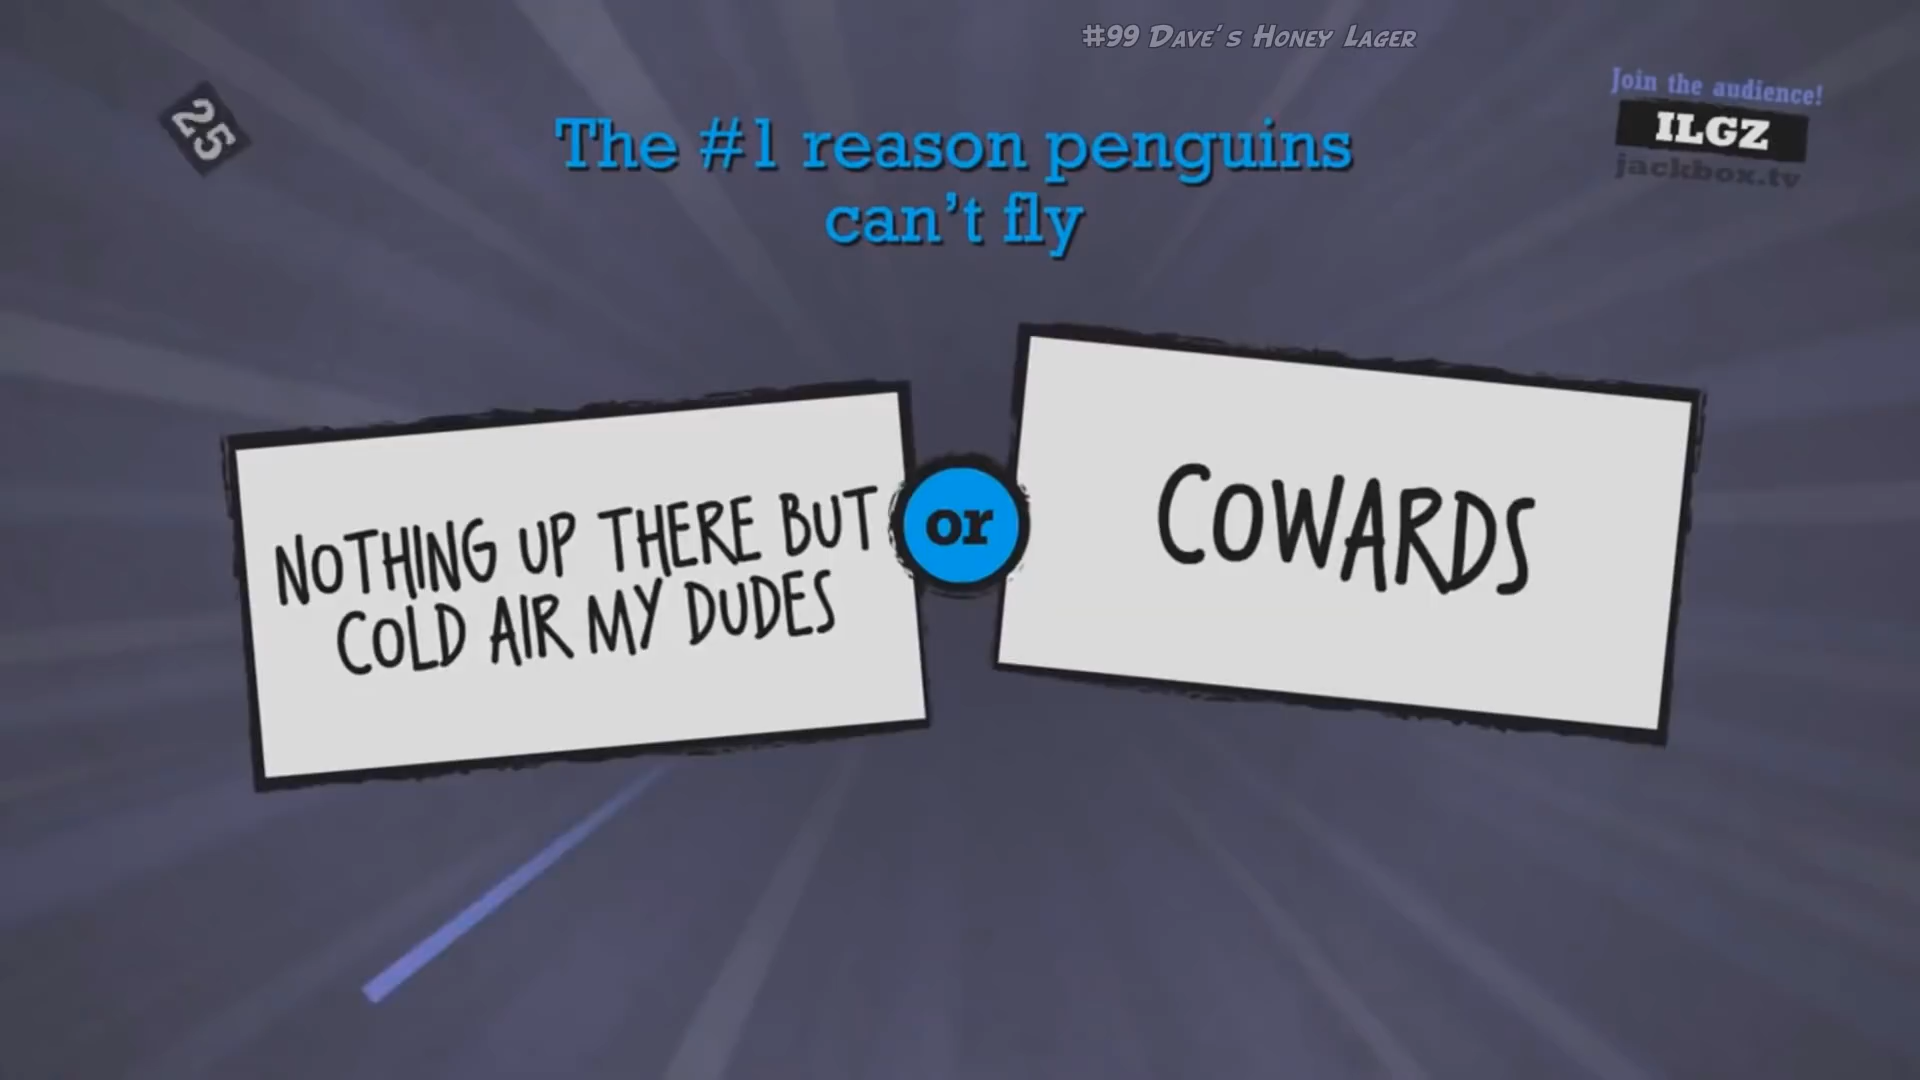 #99 Dave's Honey Lager
25
Join the audience!
ILGZ
jackbox.tv
The #1 reason penguins
can't fly
NOTHING UP THERE BUT
COLD AIR MY DUDES
or
COWARDS